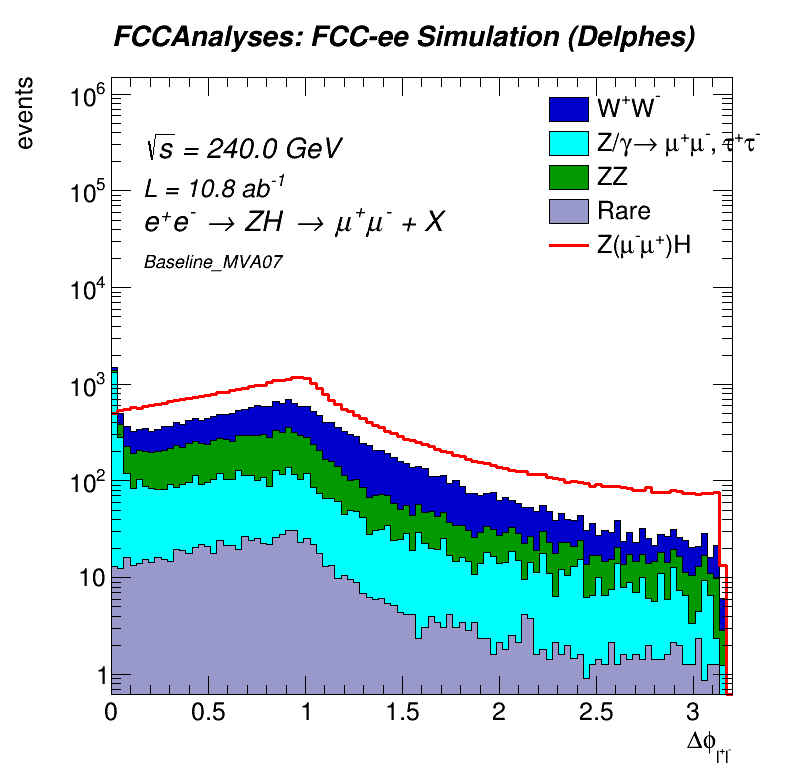 FCCAnalyses: FCC-ee Simulation (Delphes)
events
10⁶
10⁵
10⁴
10³
10²
10
1
√s = 240.0 GeV
L = 10.8 ab⁻¹
e⁺e⁻ → ZH → μ⁺μ⁻ + X
Baseline_MVA07
W⁺W⁻
Z/γ→ μ⁺μ⁻, τ⁺τ⁻
ZZ
Rare
Z(μ⁻μ⁺)H
0 0.5 1 1.5 2 2.5 3
Δϕ_l⁺l⁻